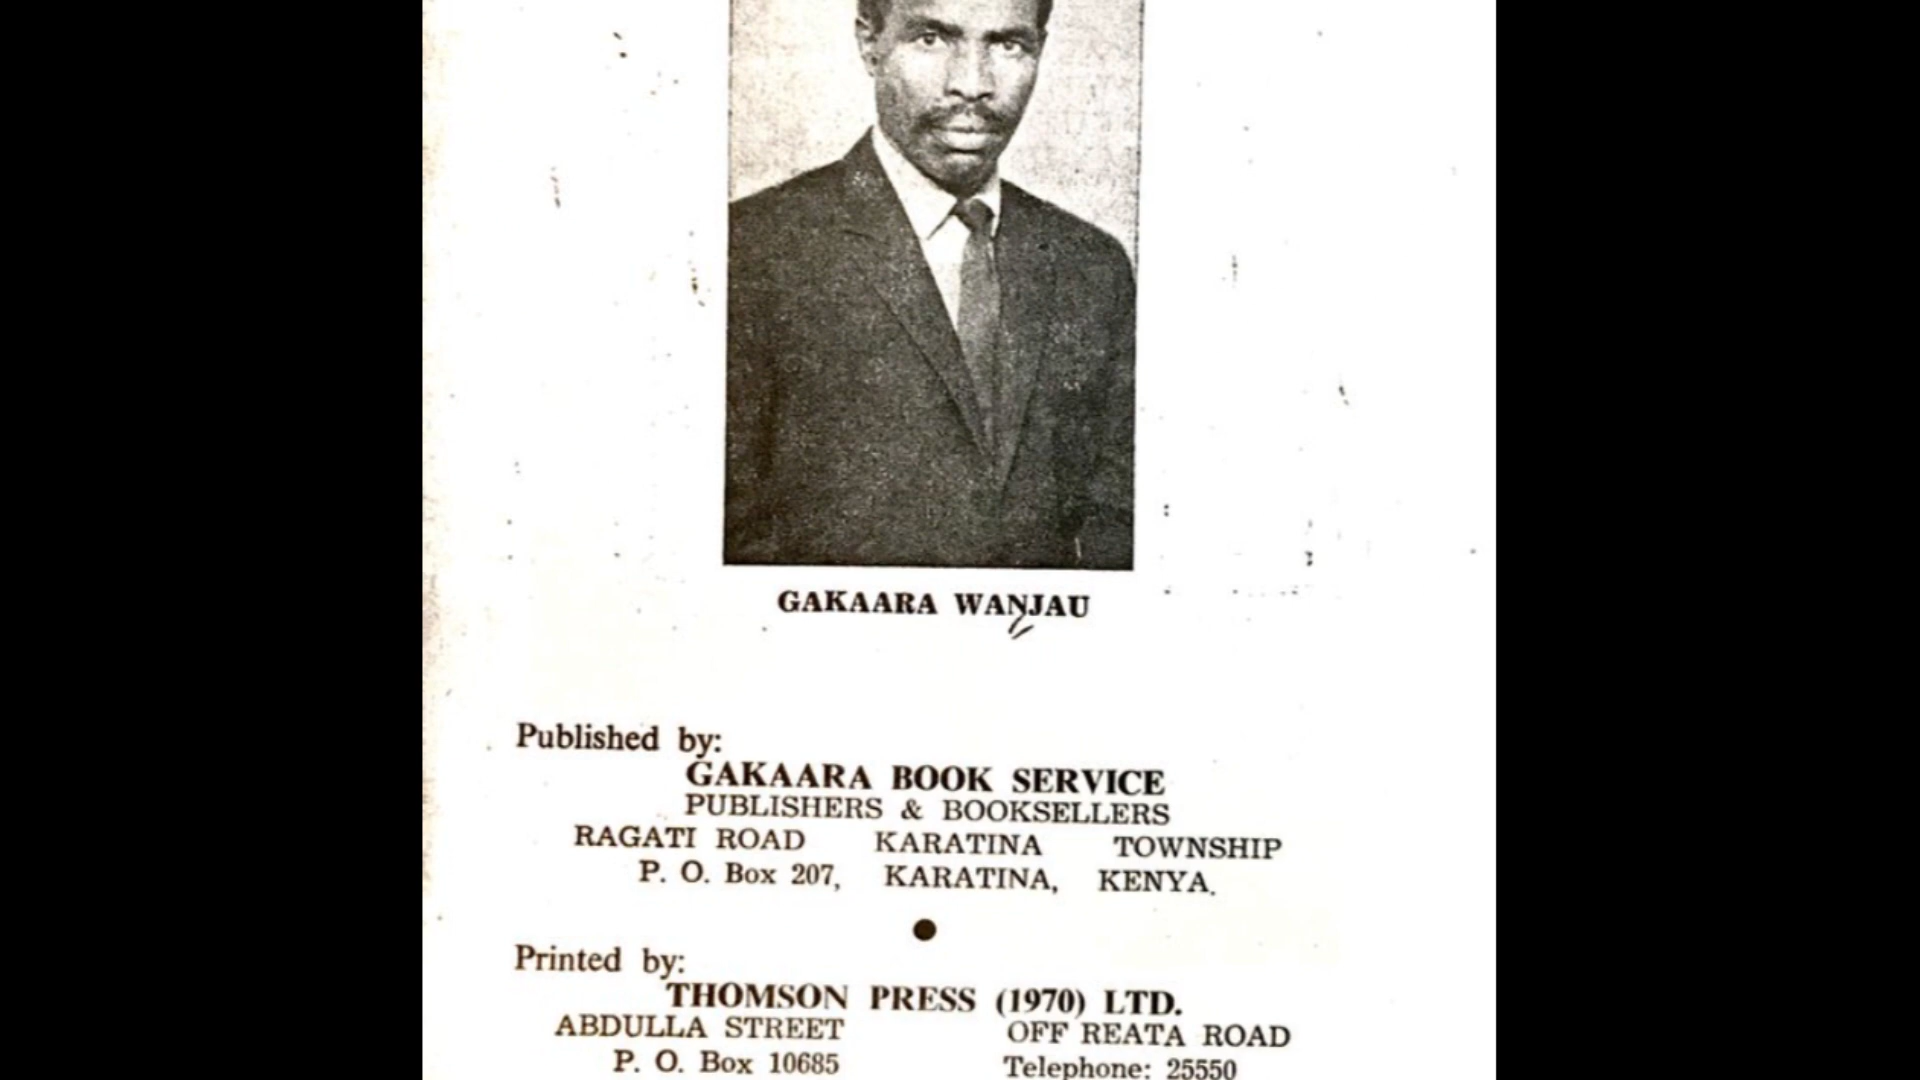 GAKAARA WANJAU
Published by:
GAKAARA BOOK SERVICE
PUBLISHERS & BOOKSELLERS
RAGATI ROAD KARATINA TOWNSHIP
P. O. Box 207, KARATINA, KENYA.
Printed by:
THOMSON PRESS (1970) LTD.
ABDULLA STREET OFF REATA ROAD
P. O. Box 10685 Telephone: 25550